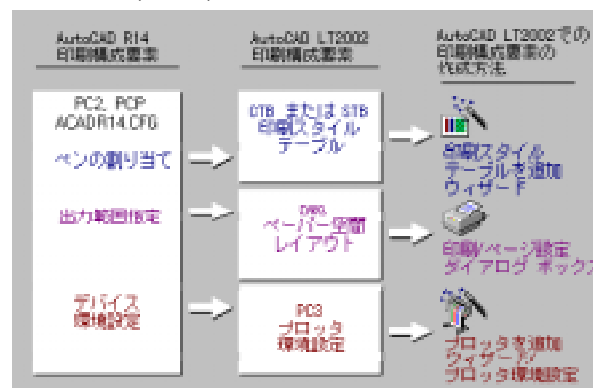 AutoCAD R14
印刷構成要素
AutoCAD LT2002
印刷構成要素
AutoCAD LT2002での
印刷構成要素の
作成方法
PC2, PCP
ACADR14.CFG
ペンの割り当て
出力範囲指定
デバイス
環境設定
CTB または STB
印刷スタイル
テーブル
DWG
ペーパー空間
レイアウト
PC3
プロッタ
環境設定
印刷スタイル
テーブルを追加
ウィザード
印刷/ページ設定
ダイアログ ボックス
プロッタを追加
ウィザード/
プロッタ環境設定